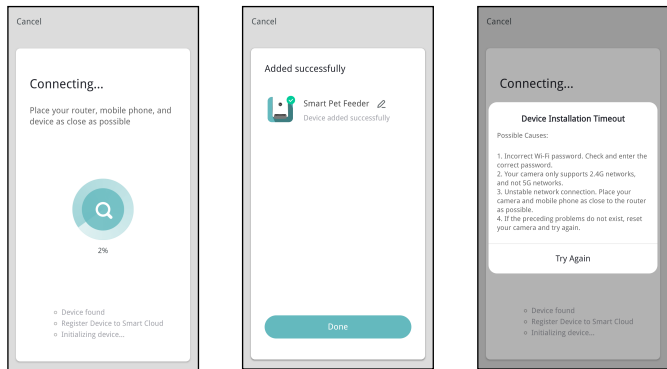 Cancel
Connecting...
Place your router, mobile phone, and
device as close as possible
2%
Device found
Register Device to Smart Cloud
Initializing device...
Cancel
Added successfully
Smart Pet Feeder
Device added successfully
Done
Cancel
Connecting...
Device Installation Timeout
Possible Causes:
1. Incorrect Wi-Fi password. Check and enter the
correct password.
2. Your camera only supports 2.4G networks,
and not 5G networks.
3. Unstable network connection. Place your
camera and mobile phone as close to the router
as possible.
4. If the preceding problems do not exist, reset
your camera and try again.
Try Again
Device found
Register Device to Smart Cloud
Initializing device...